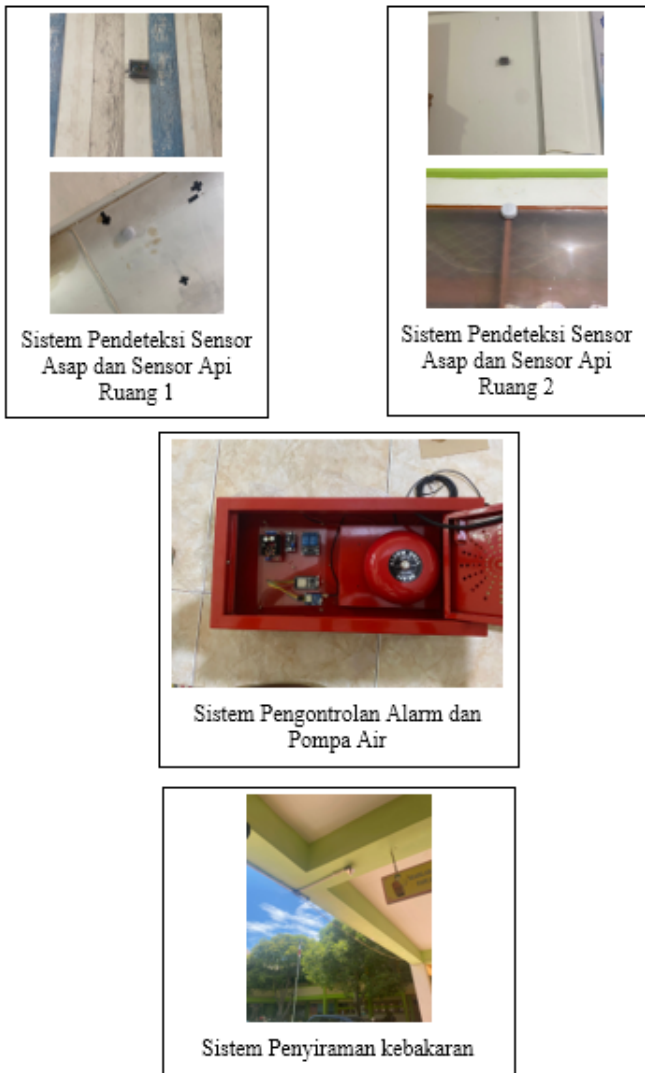 Sistem Pendeteksi Sensor
Asap dan Sensor Api
Ruang 1
Sistem Pendeteksi Sensor
Asap dan Sensor Api
Ruang 2
Sistem Pengontrolan Alarm dan
Pompa Air
Sistem Penyiraman kebakaran